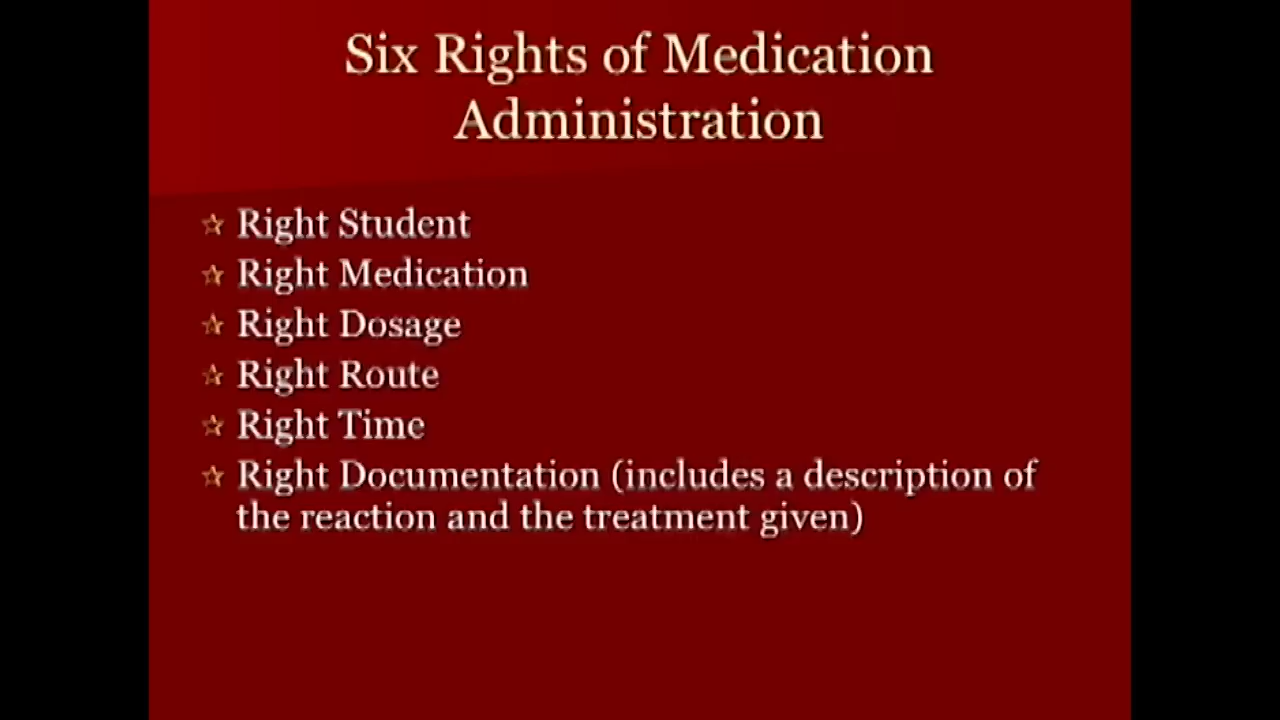 Six Rights of Medication
Administration
Right Student
Right Medication
Right Dosage
Right Route
Right Time
Right Documentation (includes a description of
the reaction and the treatment given)